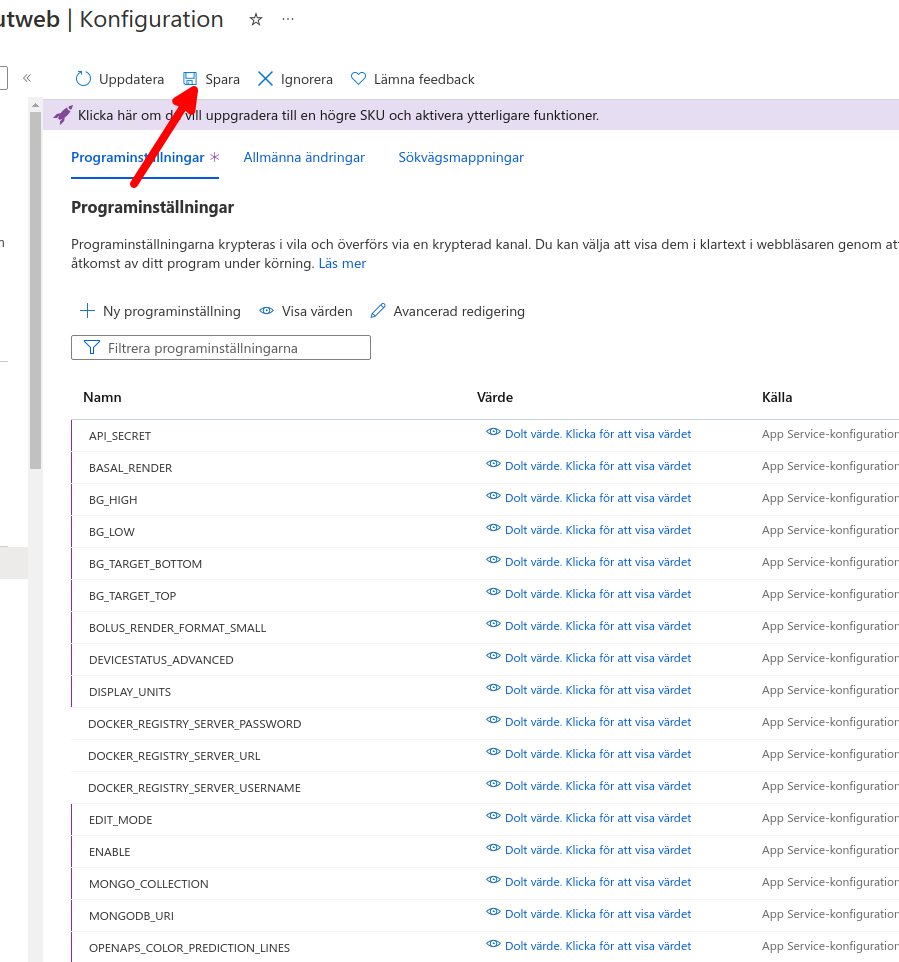 utweb | Konfiguration
Uppdatera Spara Ignorera Lämna feedback
Klicka här om du vill uppgradera till en högre SKU och aktivera ytterligare funktioner.
Programinställningar * Allmänna ändringar Sökvägsmappningar
Programinställningar
Programinställningarna krypteras i vila och överförs via en krypterad kanal. Du kan välja att visa dem i klartext i webbläsaren genom att
åtkomst av ditt program under körning. Läs mer
Ny programinställning Visa värden Avancerad redigering
Filtrera programinställningarna
Namn Värde Källa
API_SECRET Dolt värde. Klicka för att visa värdet App Service-konfiguration
BASAL_RENDER Dolt värde. Klicka för att visa värdet App Service-konfiguration
BG_HIGH Dolt värde. Klicka för att visa värdet App Service-konfiguration
BG_LOW Dolt värde. Klicka för att visa värdet App Service-konfiguration
BG_TARGET_BOTTOM Dolt värde. Klicka för att visa värdet App Service-konfiguration
BG_TARGET_TOP Dolt värde. Klicka för att visa värdet App Service-konfiguration
BOLUS_RENDER_FORMAT_SMALL Dolt värde. Klicka för att visa värdet App Service-konfiguration
DEVICESTATUS_ADVANCED Dolt värde. Klicka för att visa värdet App Service-konfiguration
DISPLAY_UNITS Dolt värde. Klicka för att visa värdet App Service-konfiguration
DOCKER_REGISTRY_SERVER_PASSWORD Dolt värde. Klicka för att visa värdet App Service-konfiguration
DOCKER_REGISTRY_SERVER_URL Dolt värde. Klicka för att visa värdet App Service-konfiguration
DOCKER_REGISTRY_SERVER_USERNAME Dolt värde. Klicka för att visa värdet App Service-konfiguration
EDIT_MODE Dolt värde. Klicka för att visa värdet App Service-konfiguration
ENABLE Dolt värde. Klicka för att visa värdet App Service-konfiguration
MONGO_COLLECTION Dolt värde. Klicka för att visa värdet App Service-konfiguration
MONGODB_URI Dolt värde. Klicka för att visa värdet App Service-konfiguration
OPENAPS_COLOR_PREDICTION_LINES Dolt värde. Klicka för att visa värdet App Service-konfiguration